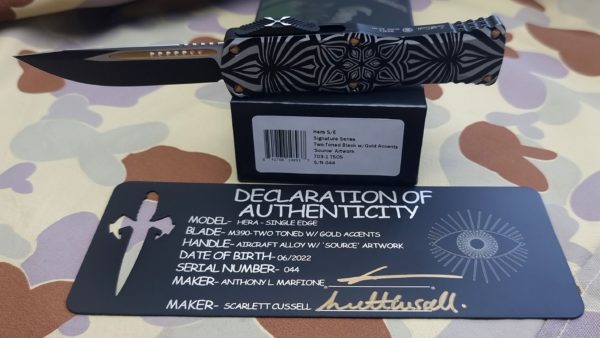 Hera S/E
Signature Series
Two Toned Black w/ Gold Accents
'Source' Artwork
703-1 TSOS
S/N 044
DECLARATION OF
AUTHENTICITY
MODEL- HERA - SINGLE EDGE
BLADE- M390-TWO TONED W/ GOLD ACCENTS
HANDLE- AIRCRAFT ALLOY W/ 'SOURCE' ARTWORK
DATE OF BIRTH- 06/2022
SERIAL NUMBER- 044
MAKER- ANTHONY L. MARFIONE
MAKER- SCARLETT CUSSELL